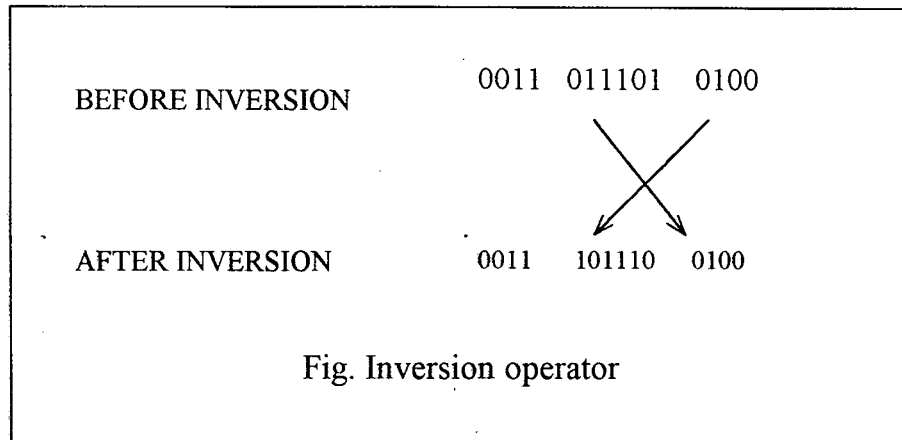 BEFORE INVERSION 0011 011101 0100
AFTER INVERSION 0011 101110 0100
Fig. Inversion operator